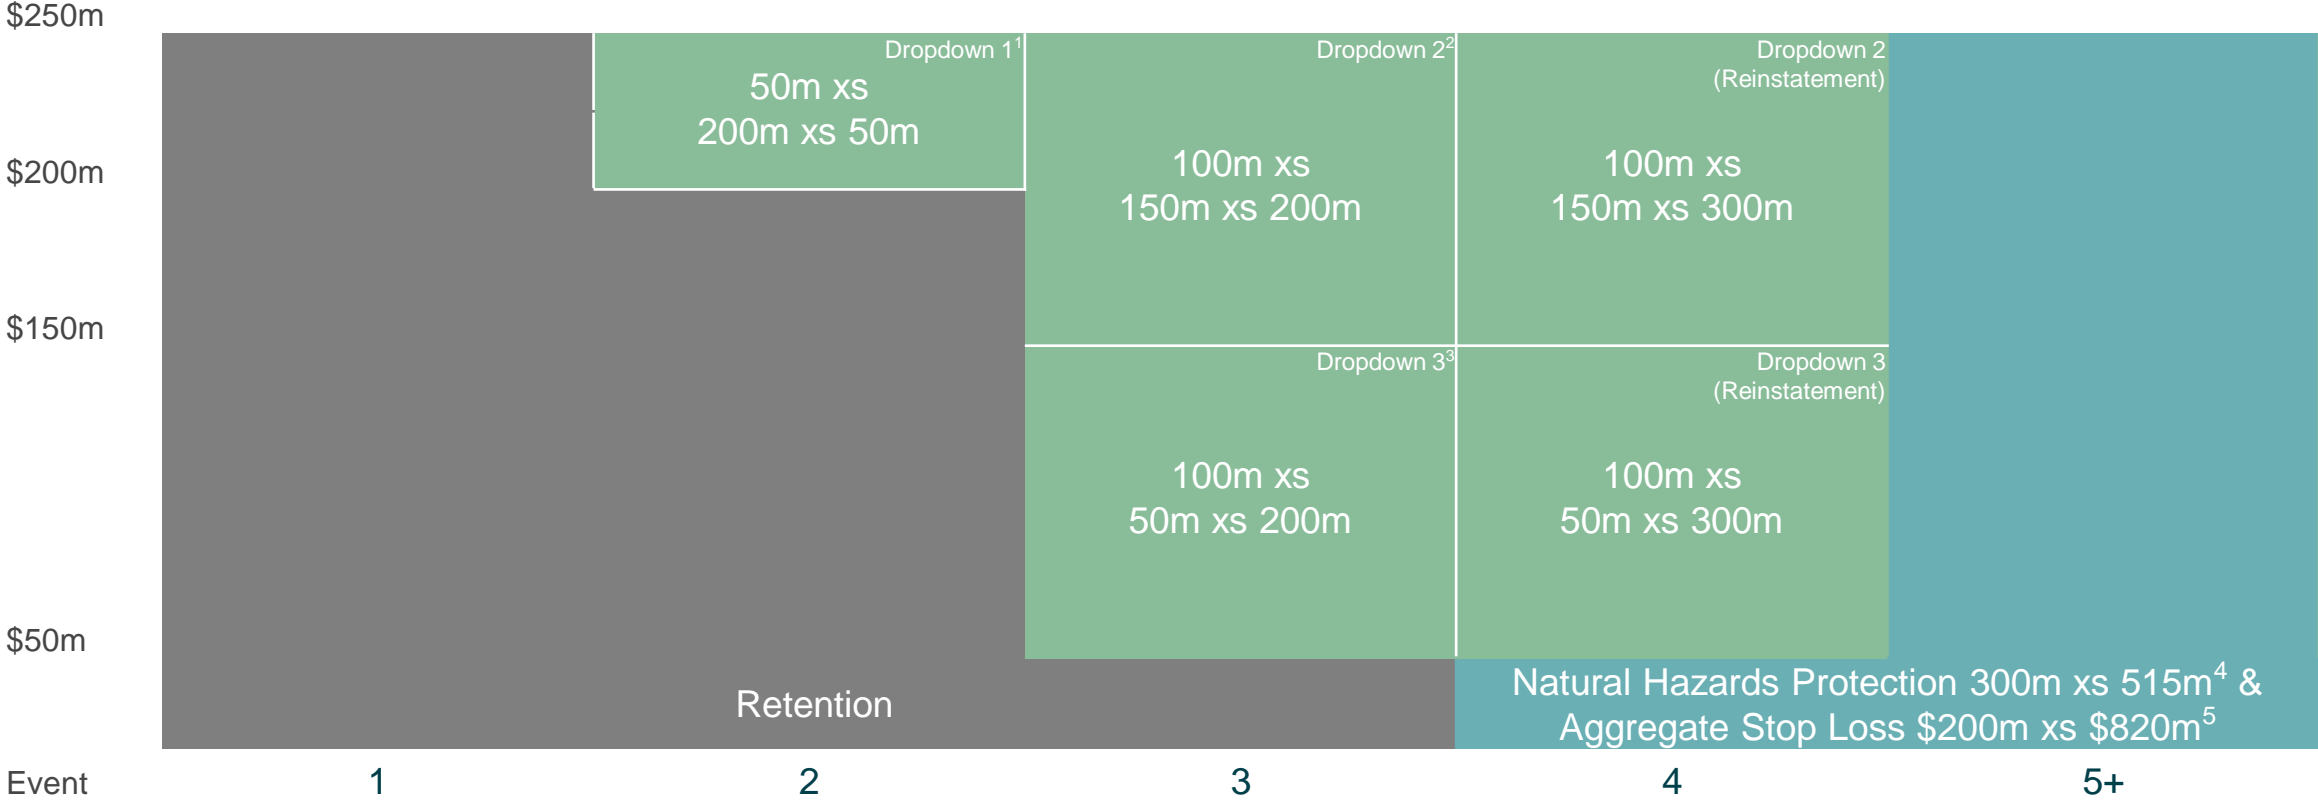 $250m
Dropdown 1¹
50m xs
200m xs 50m
Dropdown 2²
100m xs
150m xs 200m
Dropdown 2
(Reinstatement)
100m xs
150m xs 300m
$200m
$150m
Dropdown 3³
100m xs
50m xs 200m
Dropdown 3
(Reinstatement)
100m xs
50m xs 300m
$50m
Retention
Natural Hazards Protection 300m xs 515m⁴ &
Aggregate Stop Loss $200m xs $820m⁵
Event 1 2 3 4 5+